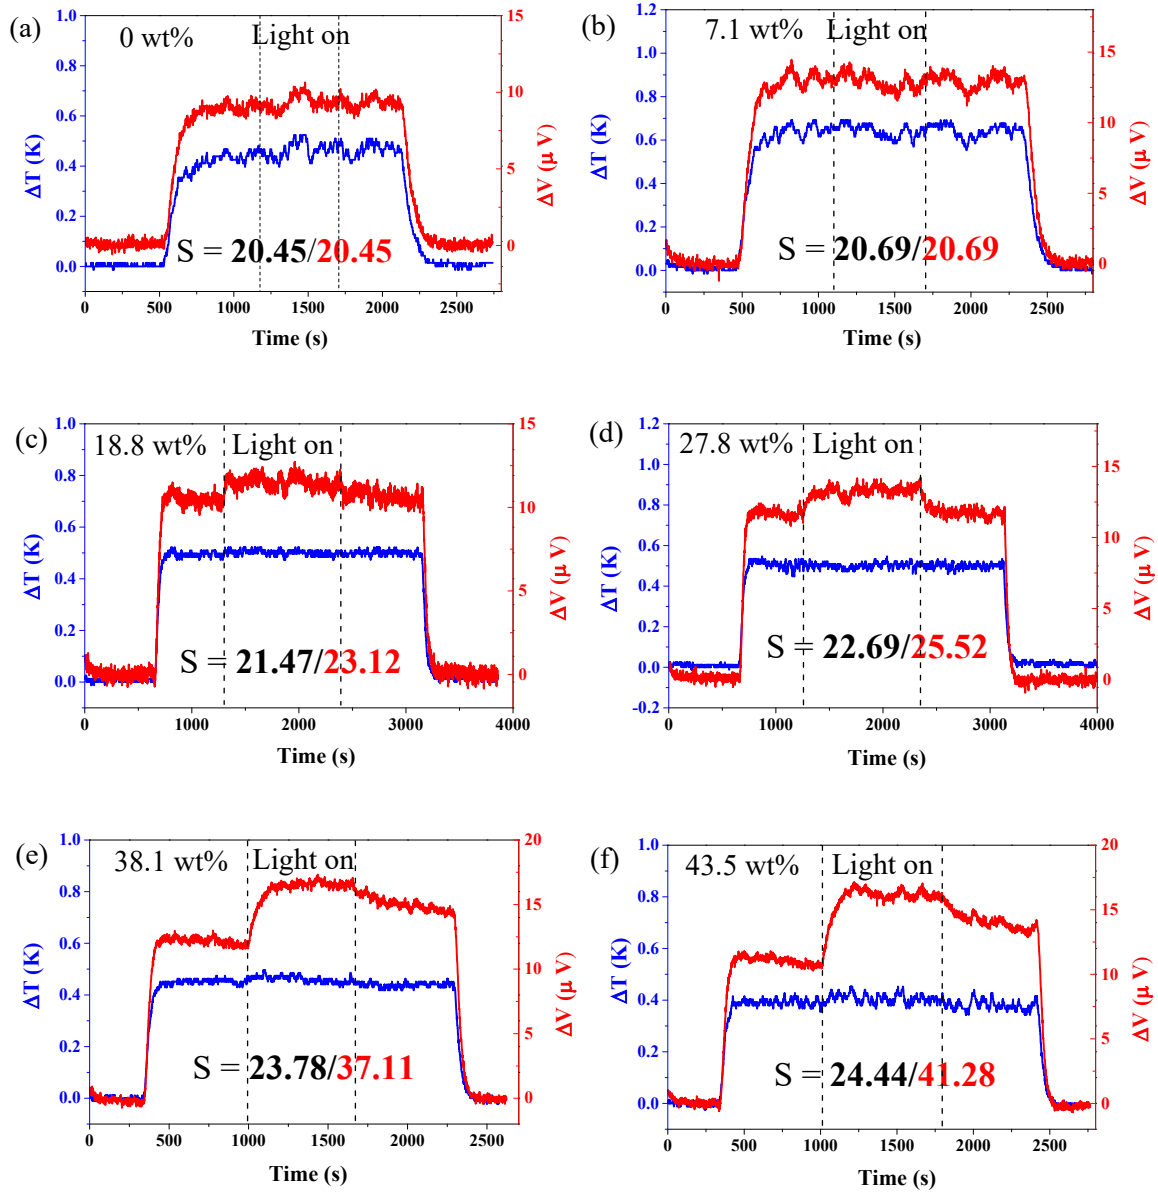 (a)
0 wt%
Light on
1.0
0.8
0.6
0.4
0.2
0.0
ΔT (K)
15
10
5
0
ΔV (μ V)
S = 20.45/20.45
0 500 1000 1500 2000 2500
Time (s)
(b)
7.1 wt%
Light on
1.2
1.0
0.8
0.6
0.4
0.2
0.0
ΔT (K)
15
10
5
0
ΔV (μ V)
S = 20.69/20.69
0 500 1000 1500 2000 2500
Time (s)
(c)
18.8 wt%
Light on
1.0
0.8
0.6
0.4
0.2
0.0
ΔT (K)
15
10
5
0
ΔV (μ V)
S = 21.47/23.12
0 1000 2000 3000 4000
Time (s)
(d)
27.8 wt%
Light on
1.2
1.0
0.8
0.6
0.4
0.2
0.0
-0.2
ΔT (K)
15
10
5
0
ΔV (μ V)
S = 22.69/25.52
0 1000 2000 3000 4000
Time (s)
(e)
38.1 wt%
Light on
1.0
0.8
0.6
0.4
0.2
0.0
ΔT (K)
20
15
10
5
0
ΔV (μ V)
S = 23.78/37.11
0 500 1000 1500 2000 2500
Time (s)
(f)
43.5 wt%
Light on
1.0
0.8
0.6
0.4
0.2
0.0
ΔT (K)
20
15
10
5
0
ΔV (μ V)
S = 24.44/41.28
0 500 1000 1500 2000 2500
Time (s)